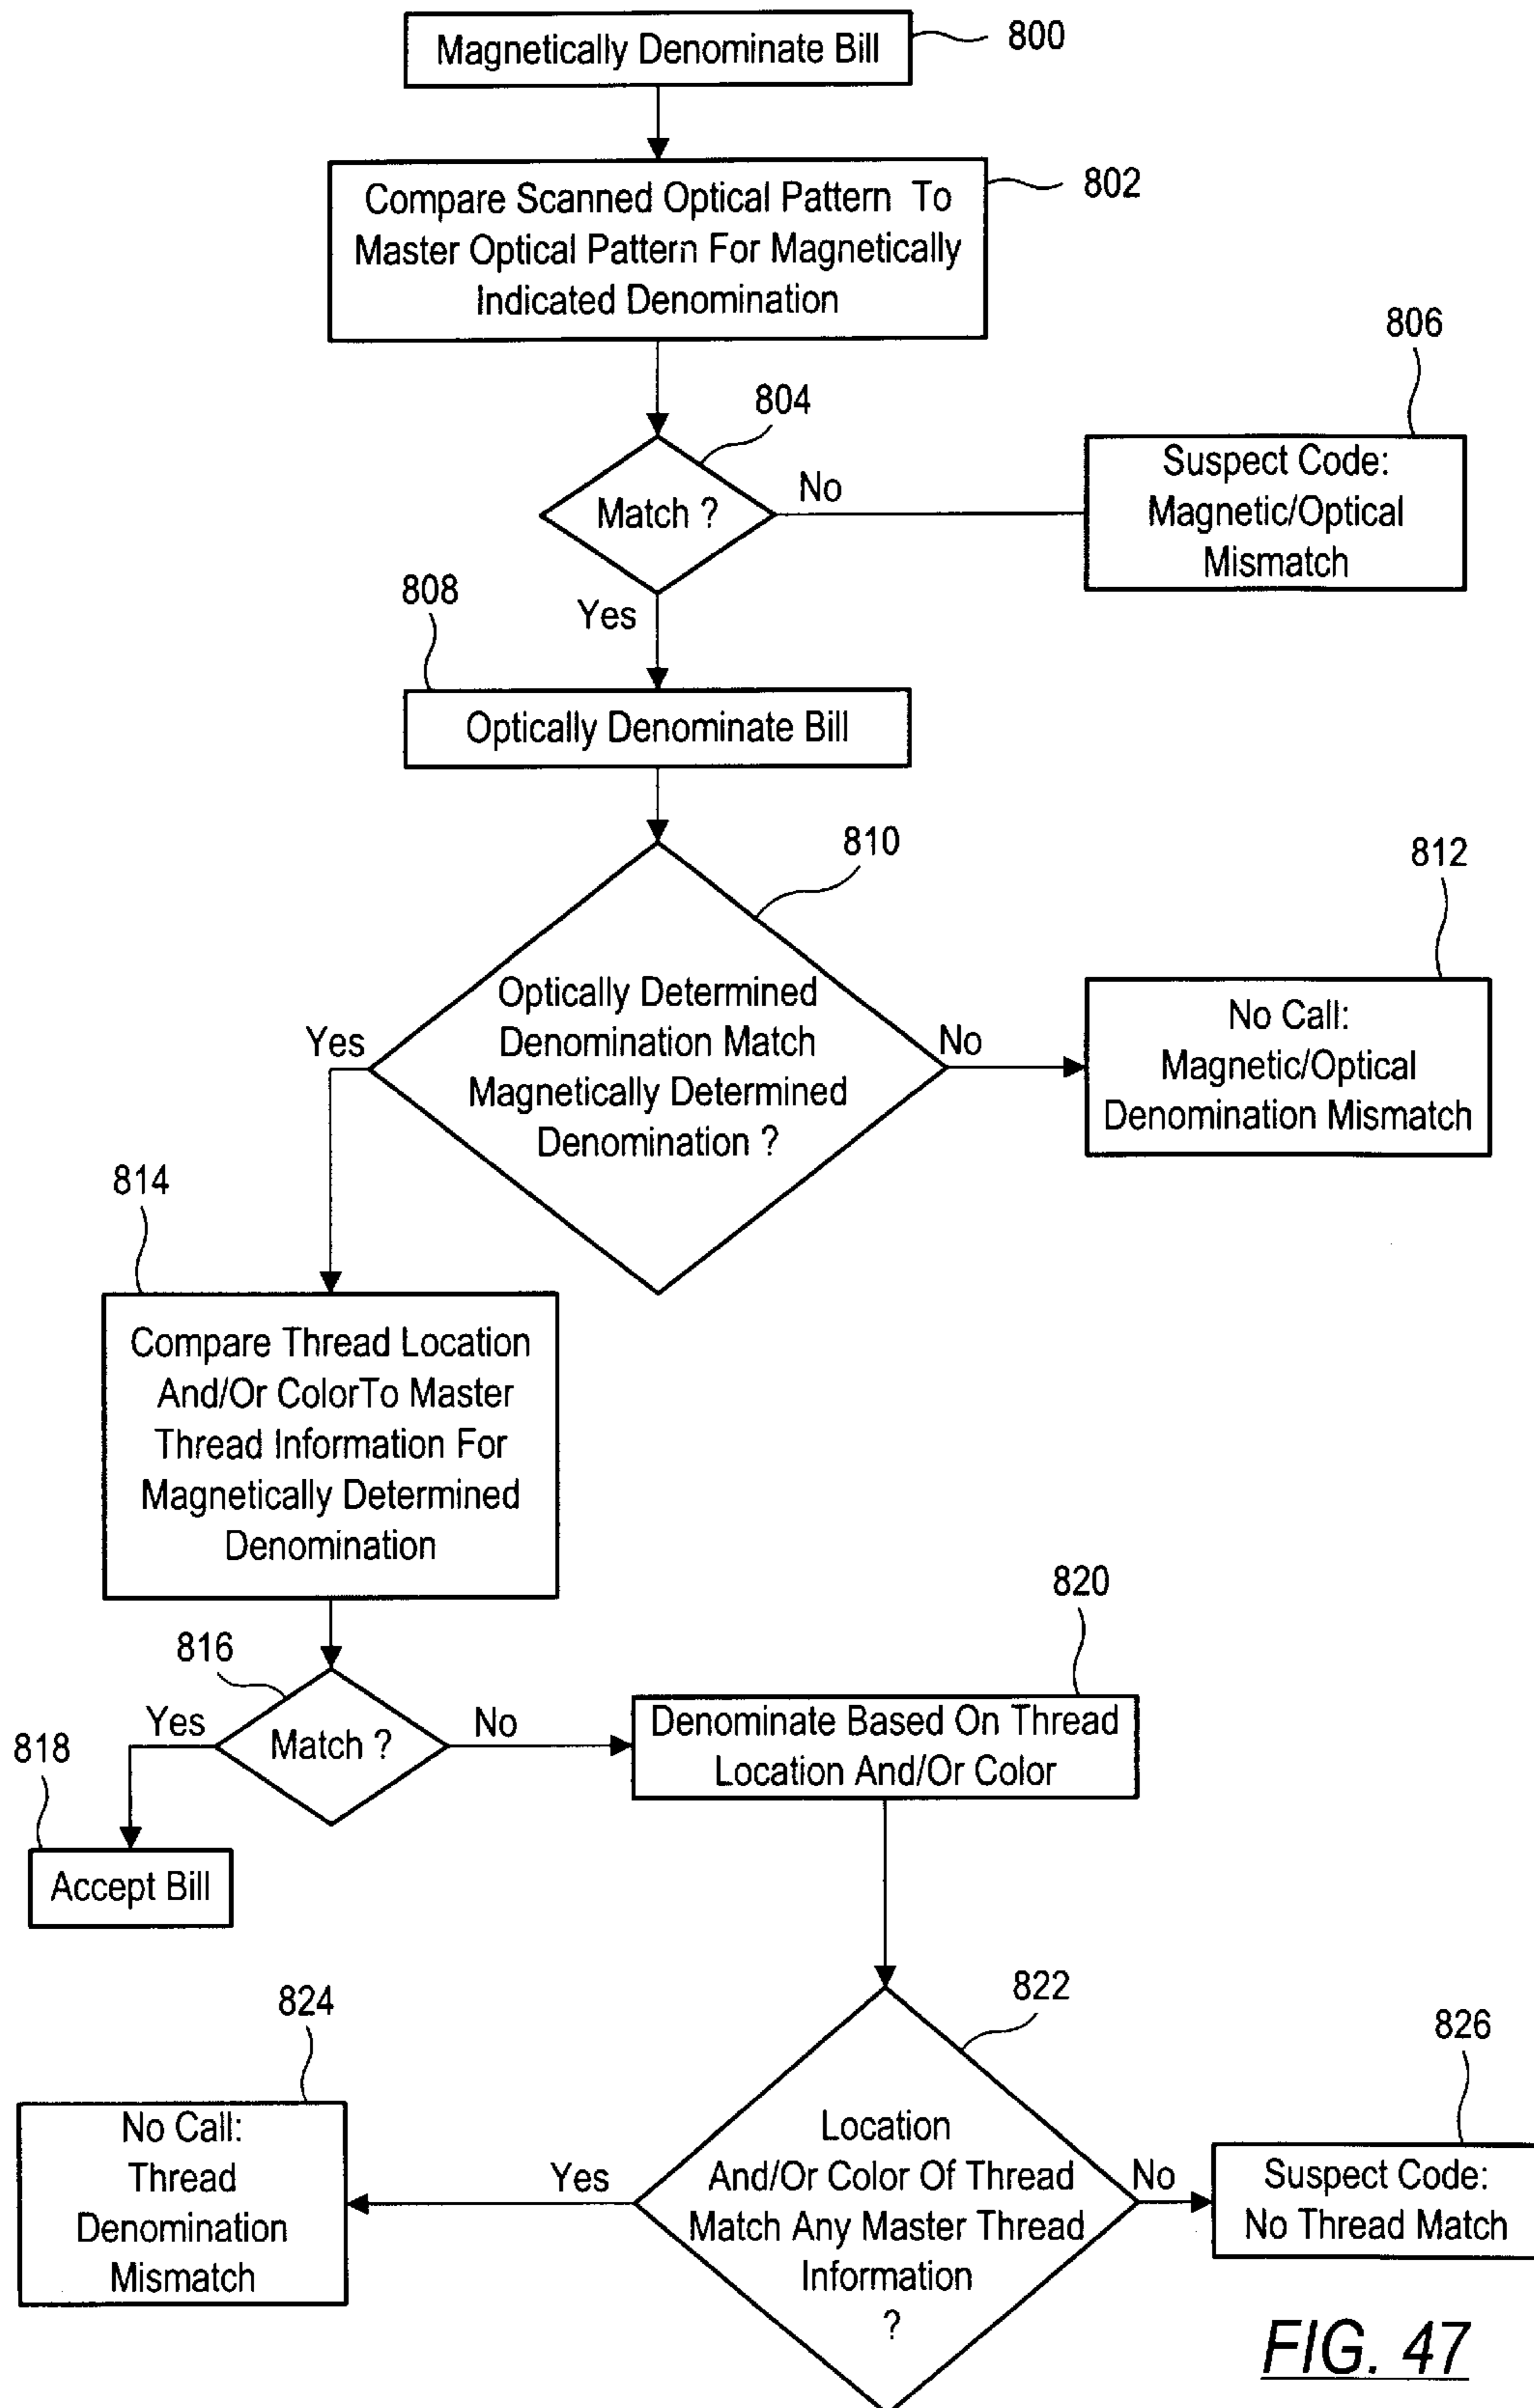 Magnetically Denominate Bill
800
Compare Scanned Optical Pattern To
Master Optical Pattern For Magnetically
Indicated Denomination
802
804
Match ?
No
Yes
806
Suspect Code:
Magnetic/Optical
Mismatch
808
Optically Denominate Bill
810
Optically Determined
Denomination Match
Magnetically Determined
Denomination ?
Yes
No
812
No Call:
Magnetic/Optical
Denomination Mismatch
814
Compare Thread Location
And/Or ColorTo Master
Thread Information For
Magnetically Determined
Denomination
816
Match ?
Yes
No
818
Accept Bill
820
Denominate Based On Thread
Location And/Or Color
822
Location
And/Or Color Of Thread
Match Any Master Thread
Information
?
Yes
No
824
No Call:
Thread
Denomination
Mismatch
826
Suspect Code:
No Thread Match
FIG. 47